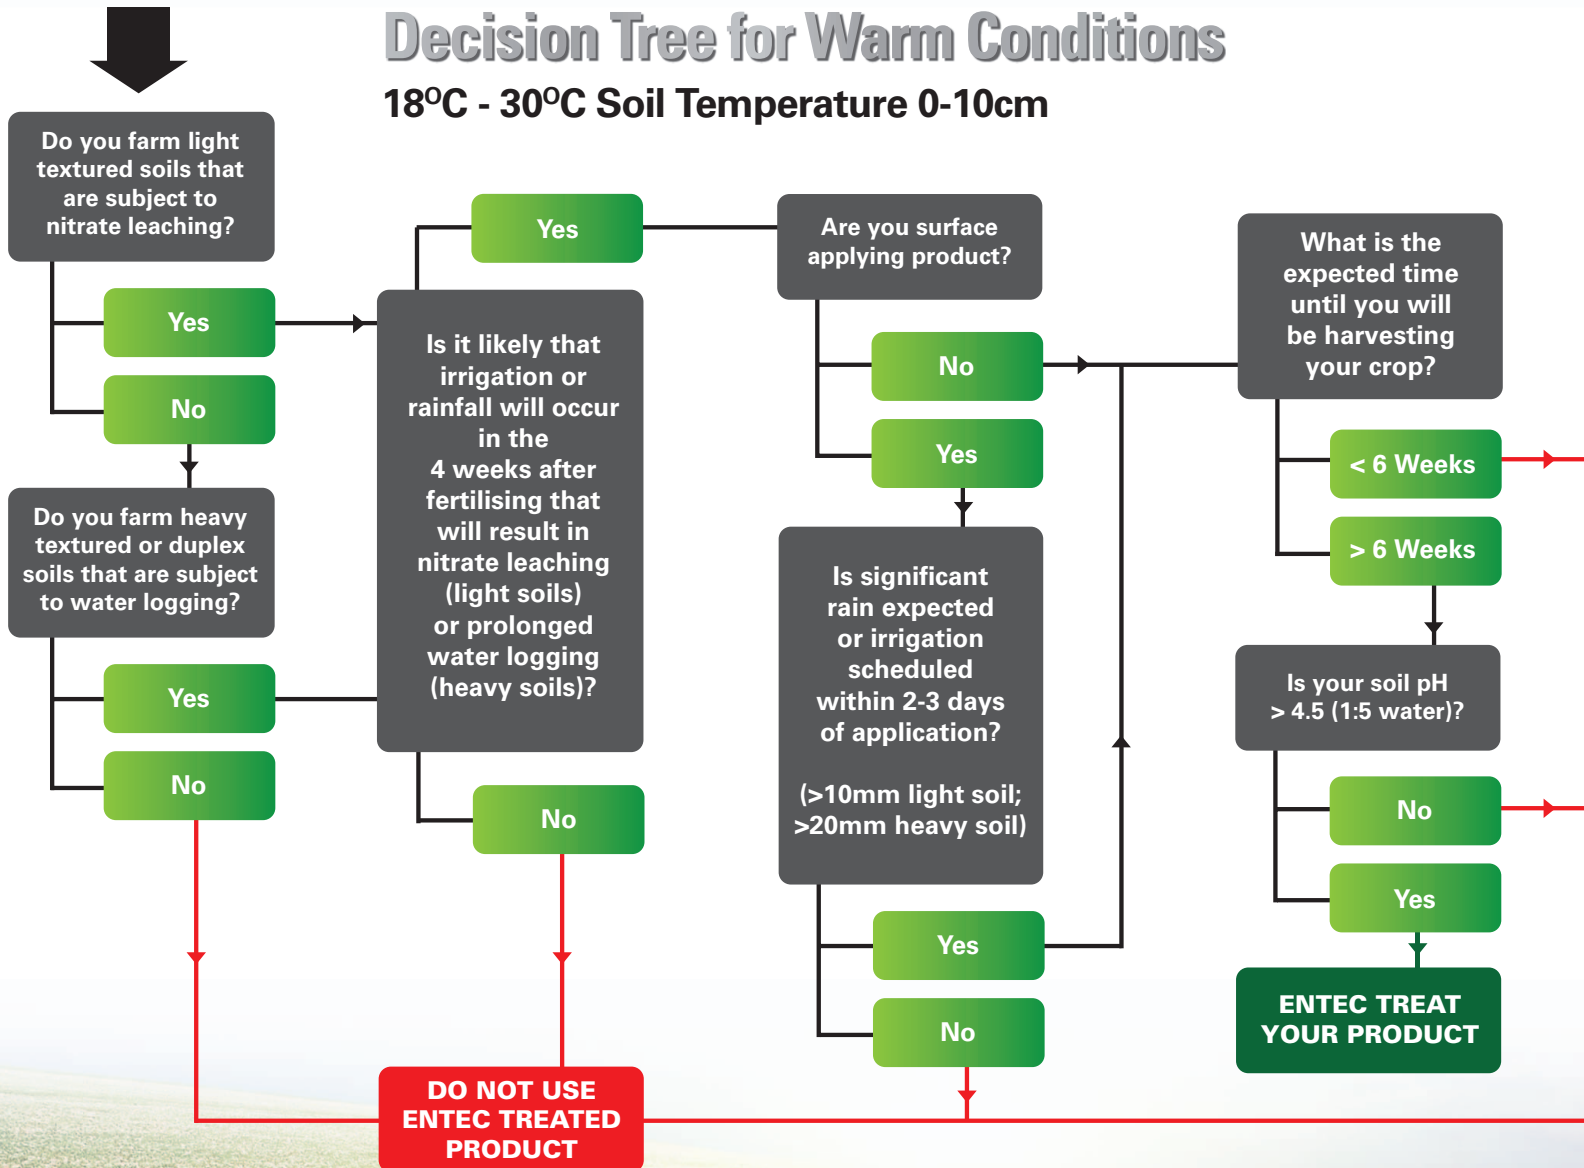 Decision Tree for Warm Conditions
18ºC - 30ºC Soil Temperature 0-10cm
Do you farm light
textured soils that
are subject to
nitrate leaching?
Yes
No
Do you farm heavy
textured or duplex
soils that are subject
to water logging?
Yes
No
Yes
Is it likely that
irrigation or
rainfall will occur
in the
4 weeks after
fertilising that
will result in
nitrate leaching
(light soils)
or prolonged
water logging
(heavy soils)?
No
DO NOT USE
ENTEC TREATED
PRODUCT
Are you surface
applying product?
No
Yes
Is significant
rain expected
or irrigation
scheduled
within 2-3 days
of application?
(>10mm light soil;
>20mm heavy soil)
Yes
No
What is the
expected time
until you will
be harvesting
your crop?
< 6 Weeks
> 6 Weeks
Is your soil pH
> 4.5 (1:5 water)?
No
Yes
ENTEC TREAT
YOUR PRODUCT